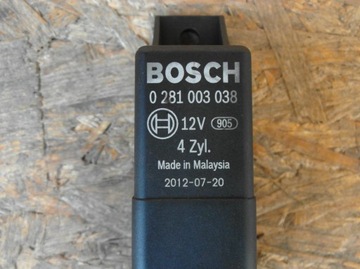 BOSCH
0 281 003 038
12V 905
4 Zyl.
Made in Malaysia
2012-07-20